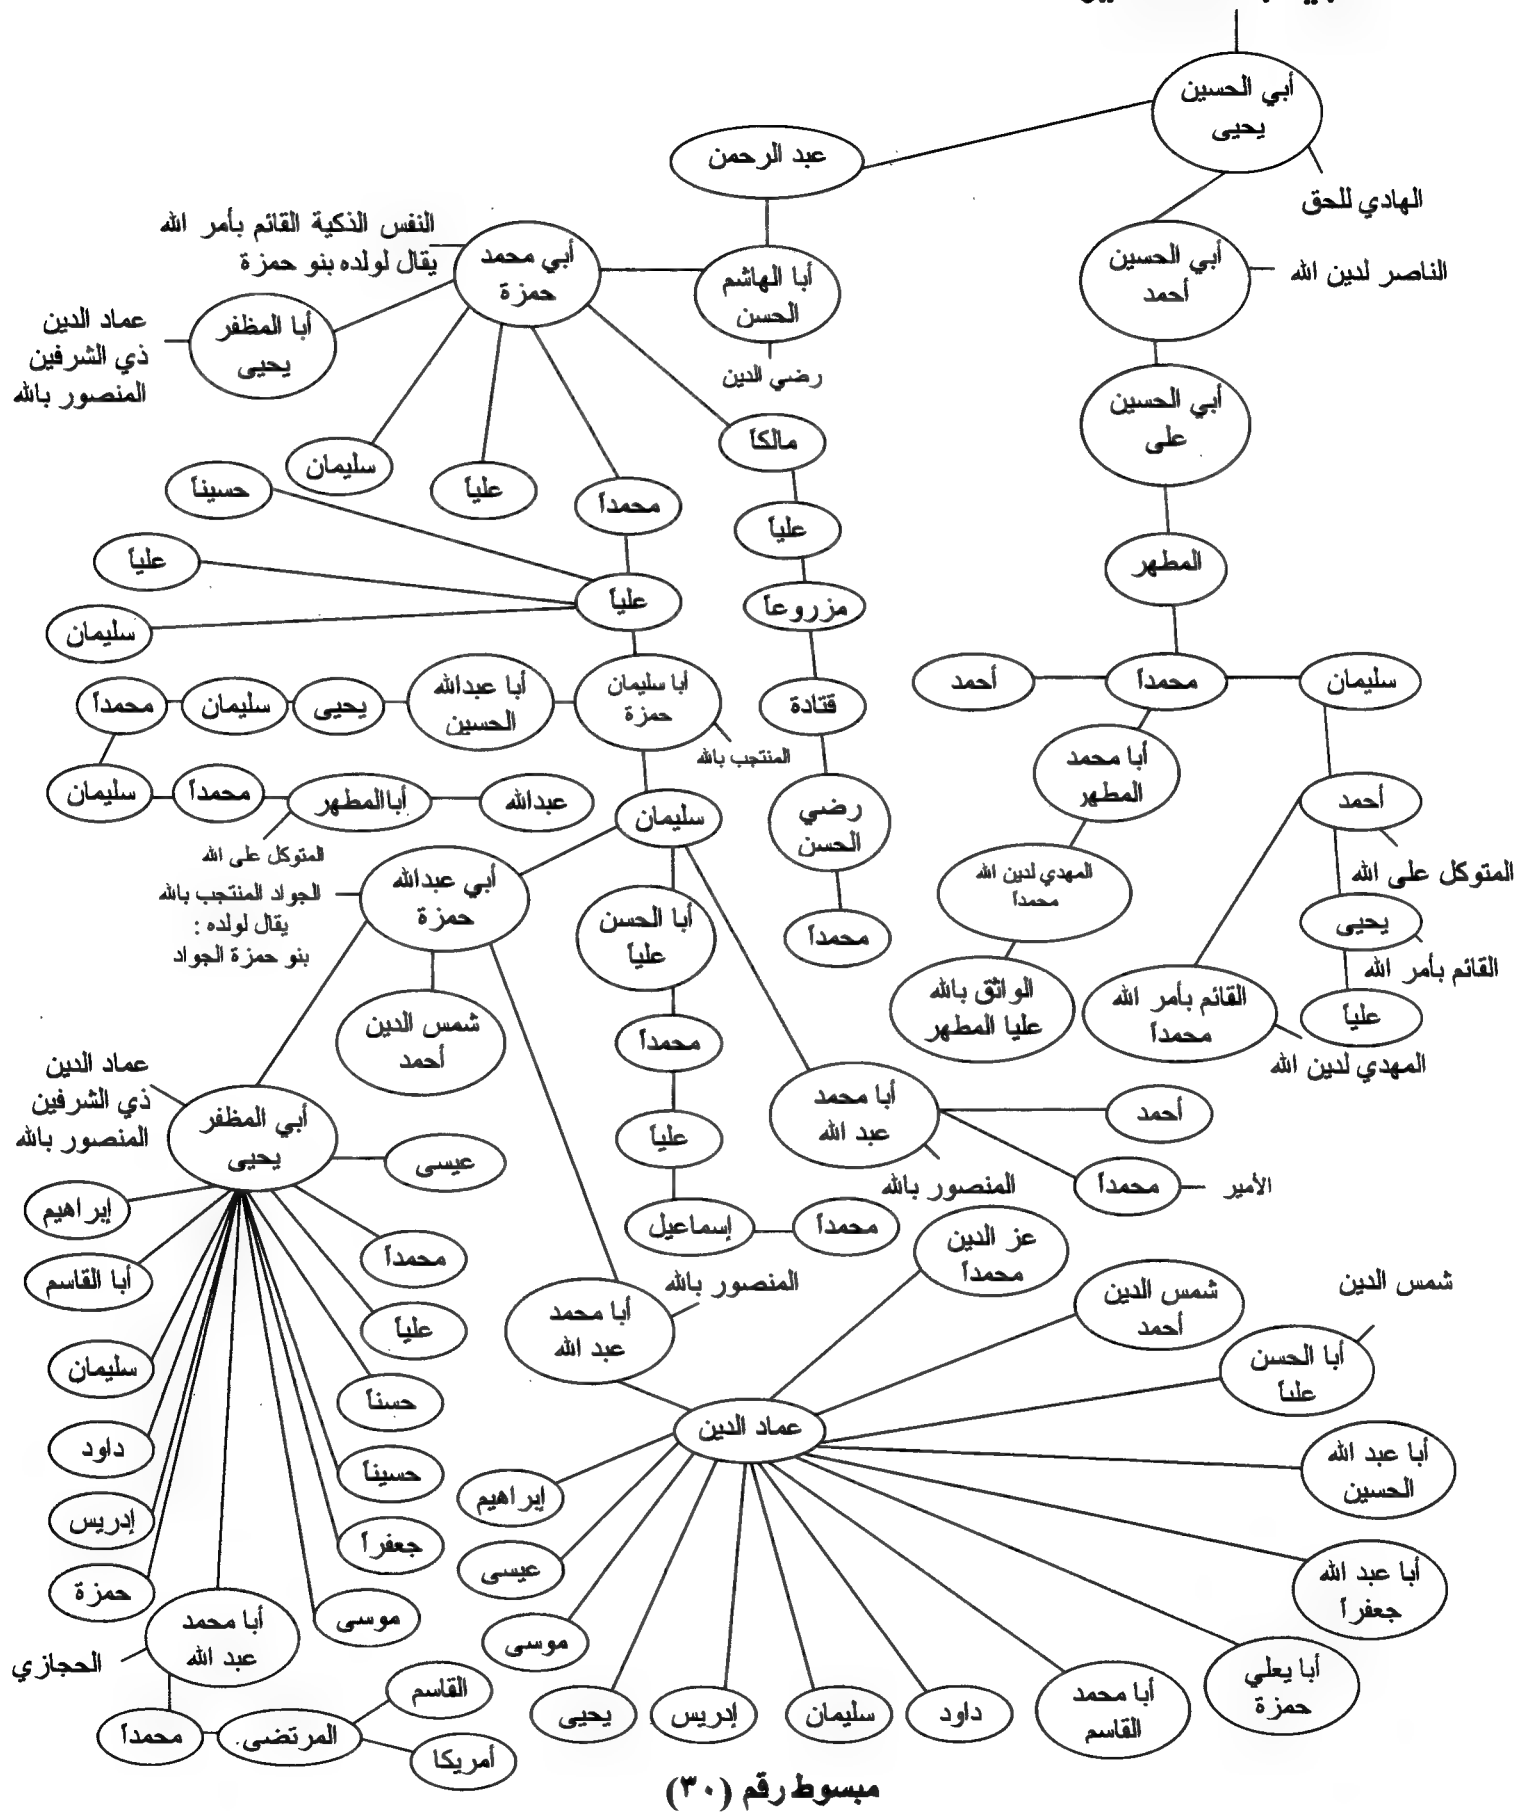 أبي الحسين
يحيى
الهادي للحق
عبد الرحمن
أبي الحسين
أحمد
الناصر لدين الله
أبا الهاشم
الحسن
رضي الدين
أبي محمد
حمزة
النفس الذكية القائم بأمر الله
يقال لولده بنو حمزة
أبا المظفر
يحيى
عماد الدين
ذي الشرفين
المنصور بالله
أبي الحسين
على
مالكاً
محمداً
علياً
سليمان
حسيناً
علياً
سليمان
علياً
علياً
مزروعاً
قتادة
رضي
الحسن
محمداً
المطهر
سليمان
محمداً
أحمد
أبا محمد
المطهر
المهدي لدين الله
محمداً
الواثق بالله
عليا المطهر
أحمد
المتوكل على الله
يحيى
القائم بأمر الله
علياً
القائم بأمر الله
محمداً
المهدي لدين الله
أبا سليمان
حمزة
المنتجب بالله
أبا عبدالله
الحسين
يحيى
سليمان
محمداً
سليمان
محمداً
أباالمطهر
المتوكل على الله
عبدالله
سليمان
أبي عبدالله
حمزة
الجواد المنتجب بالله
يقال لولده :
بنو حمزة الجواد
أبا الحسن
علياً
محمداً
علياً
إسماعيل
محمداً
أبا محمد
عبد الله
المنصور بالله
أحمد
محمداً
الأمير
شمس الدين
أحمد
عماد الدين
ذي الشرفين
المنصور بالله
أبي المظفر
يحيى
عيسى
إبراهيم
أبا القاسم
سليمان
داود
إدريس
حمزة
محمداً
علياً
حسناً
حسيناً
جعفراً
موسى
أبا محمد
عبد الله
الحجازي
محمداً
المرتضى.
القاسم
أمريكا
أبا محمد
عبد الله
المنصور بالله
عماد الدين
عز الدين
محمداً
شمس الدين
أحمد
شمس الدين
أبا الحسن
علياً
أبا عبد الله
الحسين
أبا عبد الله
جعفراً
أبا يعلي
حمزة
أبا محمد
القاسم
داود
سليمان
إدريس
يحيى
موسى
عيسى
إبراهيم
مبسوط رقم (٣٠)